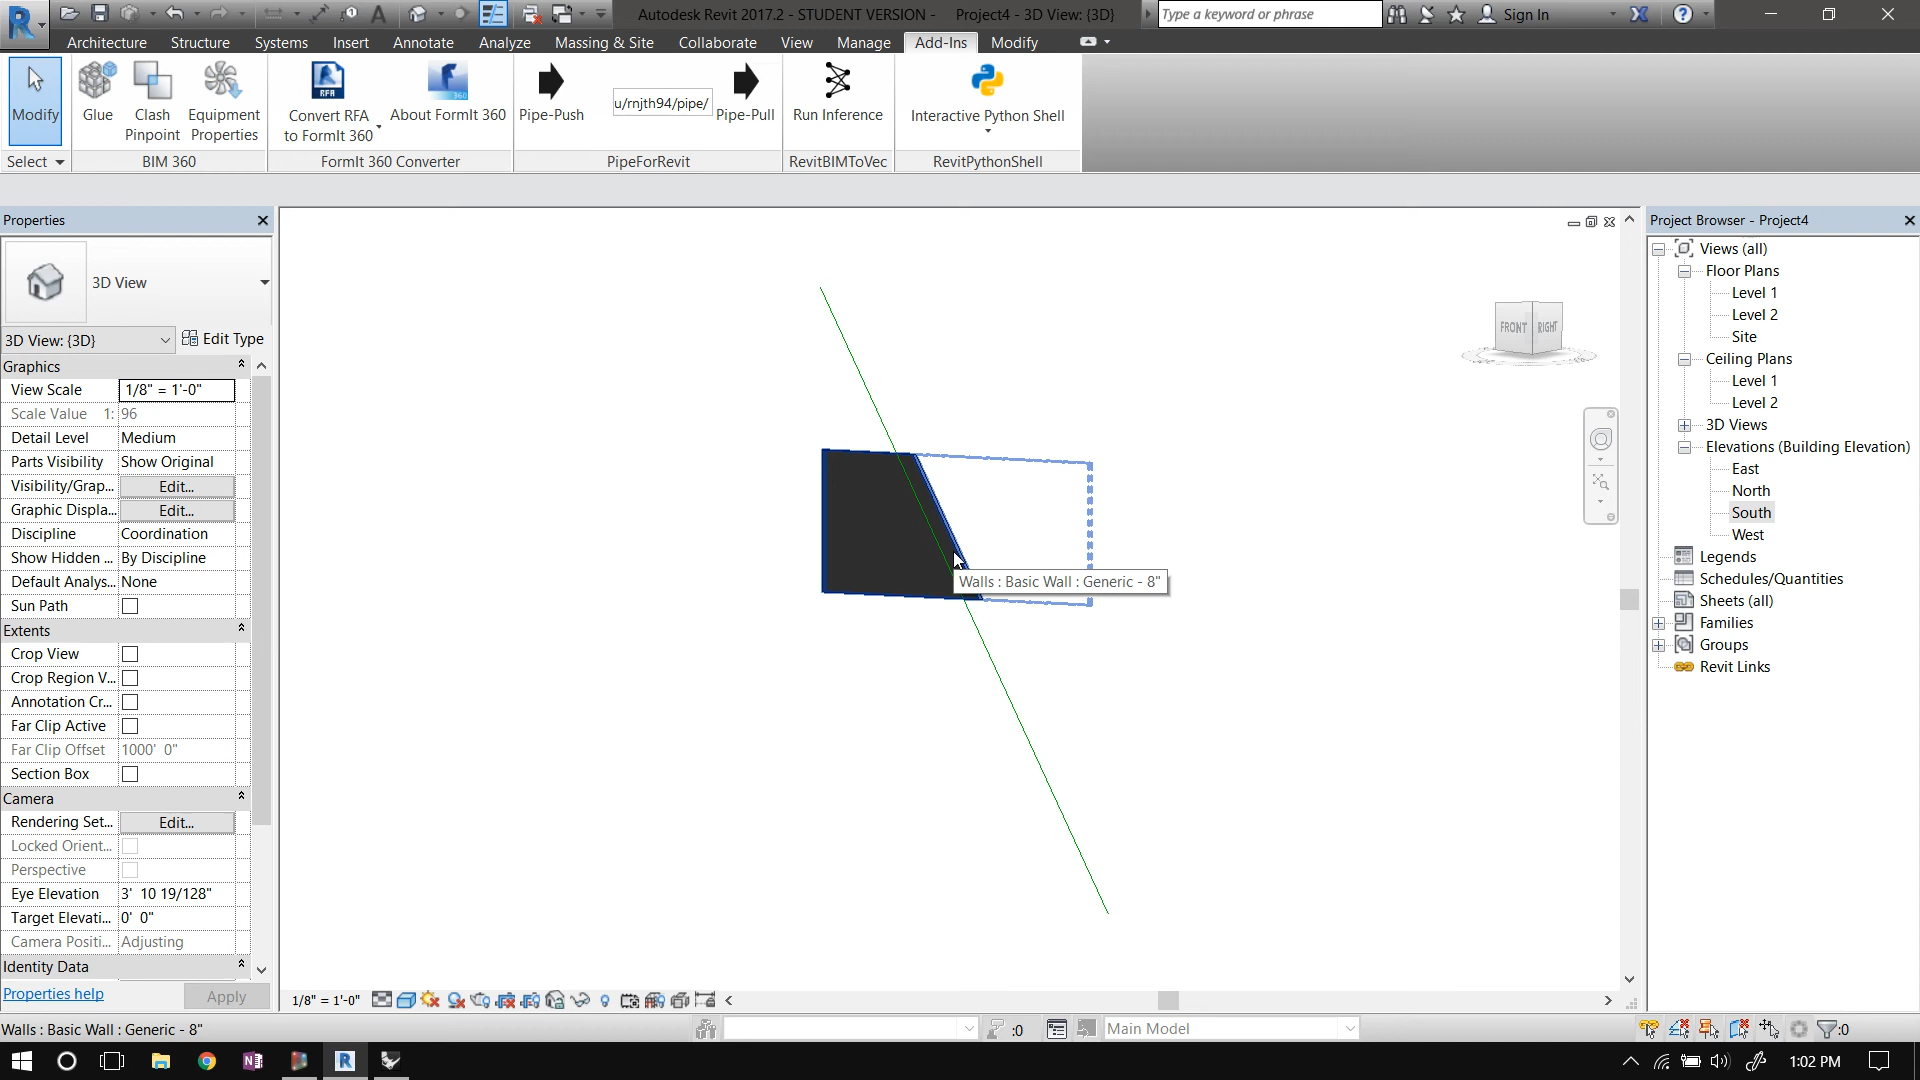 Autodesk Revit 2017.2 - STUDENT VERSION - Project4 - 3D View: {3D}
Type a keyword or phrase
Sign In
Architecture Structure Systems Insert Annotate Analyze Massing & Site Collaborate View Manage Add-Ins Modify
Modify
Glue
Clash Pinpoint
Equipment Properties
Convert RFA to FormIt 360
About FormIt 360
Pipe-Push
u/rnjth94/pipe/
Pipe-Pull
Run Inference
Interactive Python Shell
Select
BIM 360
FormIt 360 Converter
PipeForRevit
RevitBIMToVec
RevitPythonShell
Properties
3D View
3D View: {3D}
Edit Type
Graphics
View Scale 1/8" = 1'-0"
Scale Value 1: 96
Detail Level Medium
Parts Visibility Show Original
Visibility/Grap... Edit...
Graphic Displa... Edit...
Discipline Coordination
Show Hidden ... By Discipline
Default Analys... None
Sun Path
Extents
Crop View
Crop Region V...
Annotation Cr...
Far Clip Active
Far Clip Offset 1000' 0"
Section Box
Camera
Rendering Set... Edit...
Locked Orient...
Perspective
Eye Elevation 3' 10 19/128"
Target Elevati... 0' 0"
Camera Positi... Adjusting
Identity Data
Properties help
Apply
FRONT RIGHT
Walls : Basic Wall : Generic - 8"
1/8" = 1'-0"
Project Browser - Project4
Views (all)
Floor Plans
Level 1
Level 2
Site
Ceiling Plans
Level 1
Level 2
3D Views
Elevations (Building Elevation)
East
North
South
West
Legends
Schedules/Quantities
Sheets (all)
Families
Groups
Revit Links
Walls : Basic Wall : Generic - 8"
:0
Main Model
:0
1:02 PM